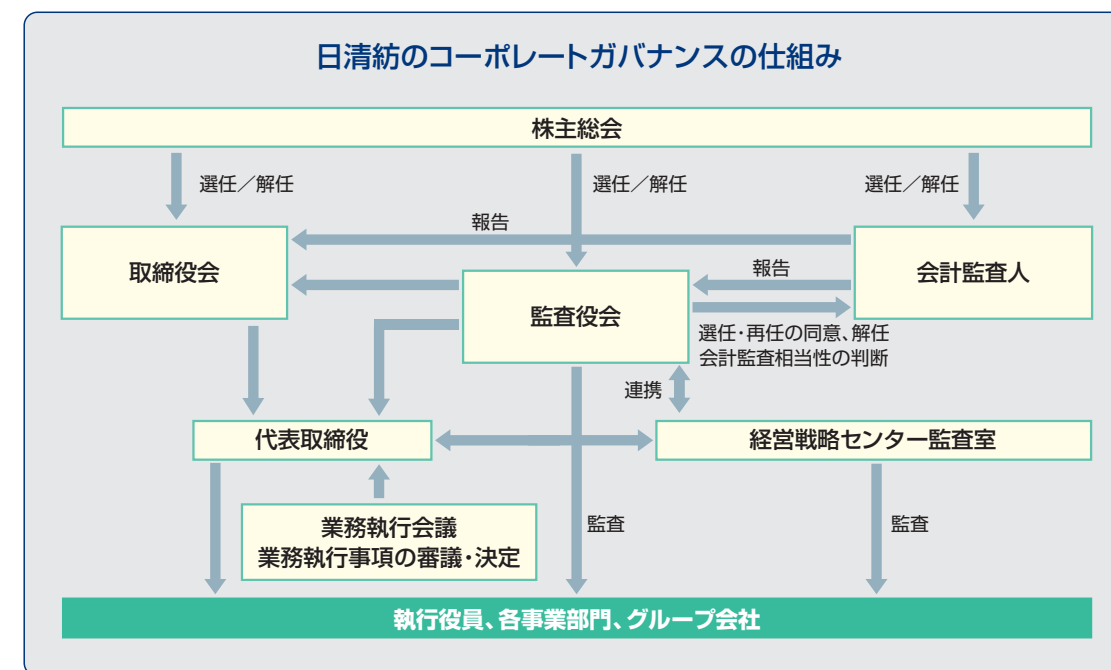 日清紡のコーポレートガバナンスの仕組み
株主総会
選任／解任
選任／解任
選任／解任
報告
取締役会
監査役会
報告
会計監査人
選任・再任の同意、解任
会計監査相当性の判断
連携
代表取締役
経営戦略センター監査室
業務執行会議
業務執行事項の審議・決定
監査
監査
執行役員、各事業部門、グループ会社